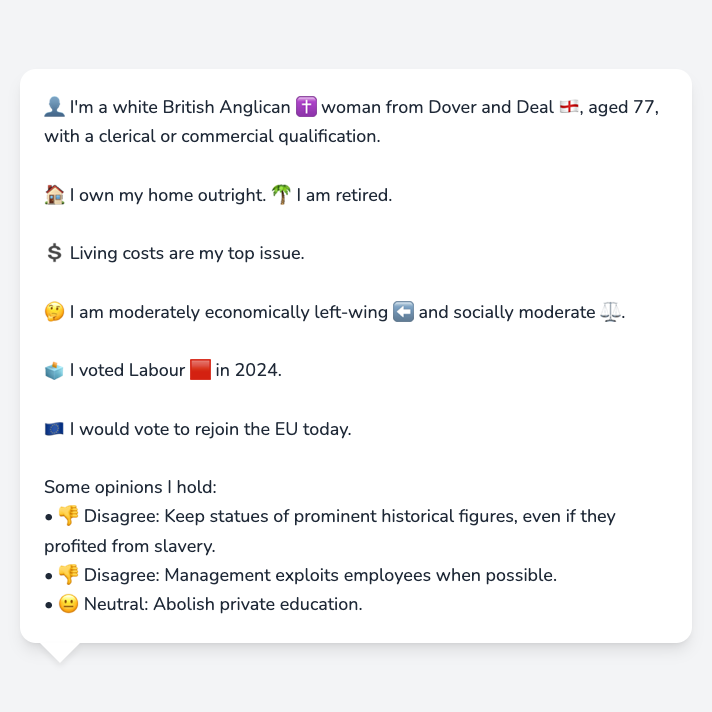 👤 I'm a white British Anglican ✝️ woman from Dover and Deal 🏴󠁧󠁢󠁥󠁮󠁧󠁿, aged 77,
with a clerical or commercial qualification.
🏠 I own my home outright. 🌴 I am retired.
💲 Living costs are my top issue.
🤔 I am moderately economically left-wing ⬅️ and socially moderate ⚖️.
🗳️ I voted Labour 🟥 in 2024.
🇪🇺 I would vote to rejoin the EU today.
Some opinions I hold:
• 👎 Disagree: Keep statues of prominent historical figures, even if they
profited from slavery.
• 👎 Disagree: Management exploits employees when possible.
• 😐 Neutral: Abolish private education.